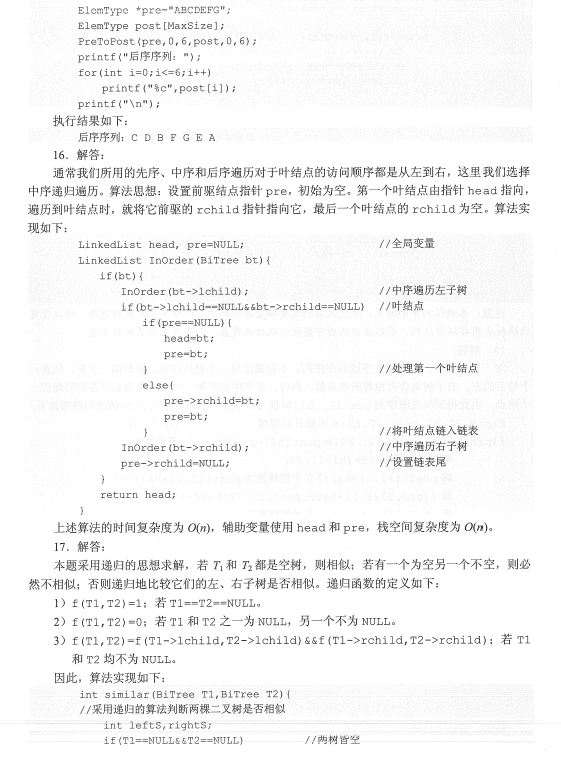 ElemType *pre="ABCDEFG";
ElemType post[MaxSize];
PreToPost(pre,0,6,post,0,6);
printf("后序序列：");
for(int i=0;i<=6;i++)
printf("%c",post[i]);
printf("\n");
执行结果如下：
后序序列：C D B F G E A
16．解答：
通常我们所用的先序、中序和后序遍历对于叶结点的访问顺序都是从左到右，这里我们选择
中序递归遍历。算法思想：设置前驱结点指针 pre，初始为空。第一个叶结点由指针 head 指向，
遍历到叶结点时，就将它前驱的 rchild 指针指向它，最后一个叶结点的 rchild 为空。算法实
现如下：
LinkedList head, pre=NULL; //全局变量
LinkedList InOrder(BiTree bt){
if(bt){
InOrder(bt->lchild); //中序遍历左子树
if(bt->lchild==NULL&&bt->rchild==NULL) //叶结点
if(pre==NULL){
head=bt;
pre=bt;
} //处理第一个叶结点
else{
pre->rchild=bt;
pre=bt;
} //将叶结点链入链表
InOrder(bt->rchild); //中序遍历右子树
pre->rchild=NULL; //设置链表尾
}
return head;
}
上述算法的时间复杂度为 O(n)，辅助变量使用 head 和 pre，栈空间复杂度为 O(n)。
17．解答：
本题采用递归的思想求解，若 T₁和 T₂都是空树，则相似；若有一个为空另一个不空，则必
然不相似；否则递归地比较它们的左、右子树是否相似。递归函数的定义如下：
1）f(T1,T2)=1；若 T1==T2==NULL。
2）f(T1,T2)=0；若 T1 和 T2 之一为 NULL，另一个不为 NULL。
3）f(T1,T2)=f(T1->lchild,T2->lchild)&&f(T1->rchild,T2->rchild)；若 T1
和 T2 均不为 NULL。
因此，算法实现如下：
int similar(BiTree T1,BiTree T2){
//采用递归的算法判断两棵二叉树是否相似
int leftS,rightS;
if(T1==NULL&&T2==NULL) //两树皆空